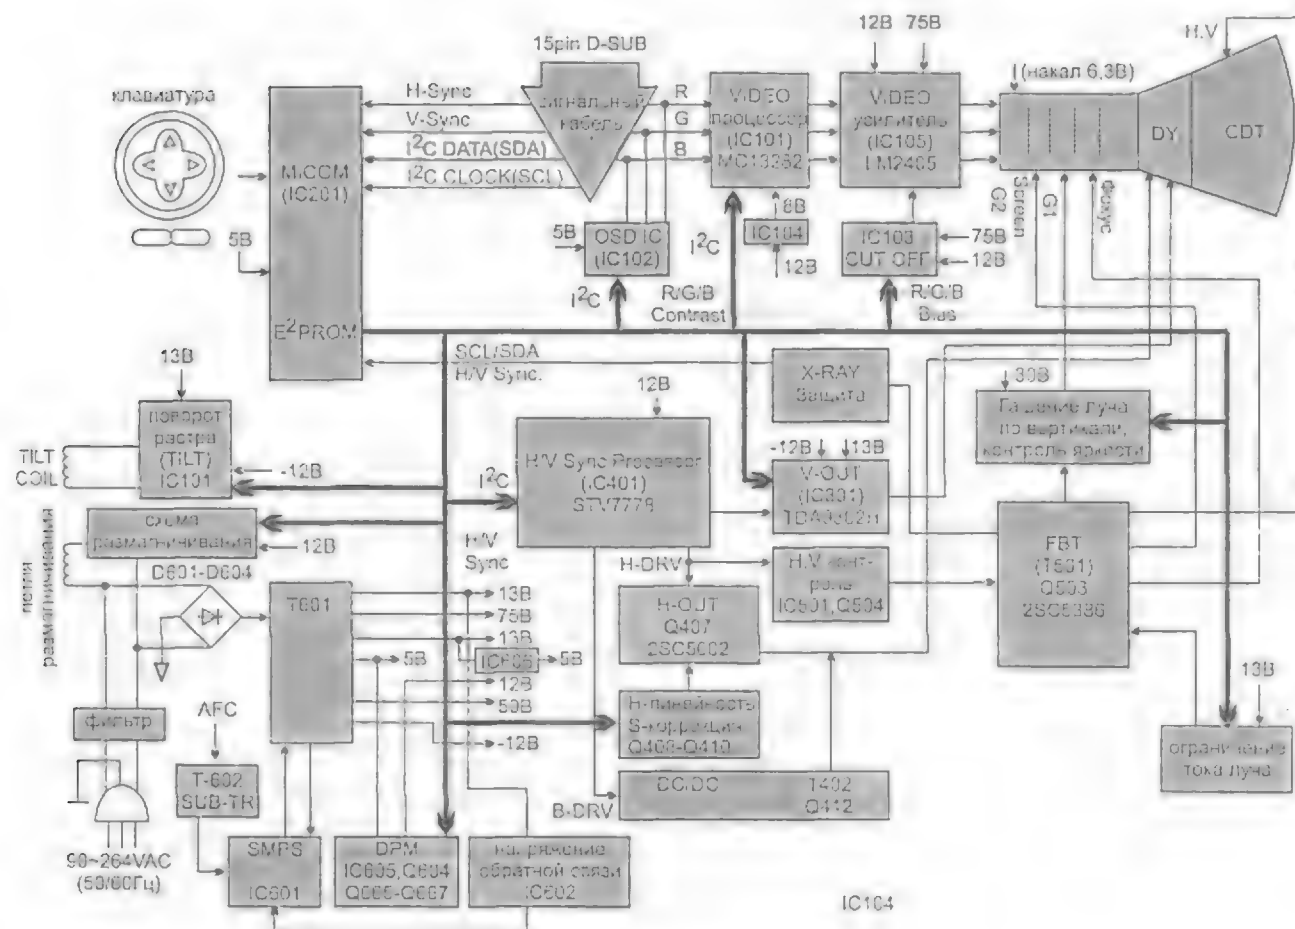 клавиатура
5В
MiCOM
(IC201)
E²PROM
15pin D-SUB
H-Sync
V-Sync
I²C DATA(SDA)
I²C CLOCK(SCL)
сигнальный
кабель
R
G
B
5В
OSD IC
(IC102)
I²C
ViDEO
процессор
(IC101)
MC13282
I²C
8В
IC104
12В
R/G/B
Contrast
12В
75В
ViDEO
усилитель
(IC105)
LM2405
IC103
CUT OFF
75В
12В
R/G/B
Bias
(накал 6,3В)
H.V
DY
CDT
Screen
G2
G1
Фокус
SCL/SDA
H/V Sync.
X-RAY
Защита
30В
Гашение луча
по вертикали,
контроль яркости
13В
поворот
растра
(TiLT)
IC191
-12В
TILT
COIL
схема
размагничивания
12В
петля
размагничивания
D601-D604
12В
H/V Sync Processor
(IC401)
STV7778
I²C
H/V
Sync
-12В
13В
V-OUT
(IC301)
H-DRV
H.V конт-
роль
IC501,Q504
H-OUT
Q407
2SC5002
FBT
(T501)
Q503
2SC5386
T601
13В
75В
13В
5В
IC606
5В
12В
50В
-12В
H-линейность
S-коррекция
Q408-Q410
DC/DC
T402
Q412
B-DRV
13В
ограничение
тока луча
фильтр
AFC
T-602
SUB-TR
90~264VAC
(50/60Гц)
SMPS
IC601
DPM
IC605,Q604
Q605-Q607
напряжение
обратной связи
IC602
IC104